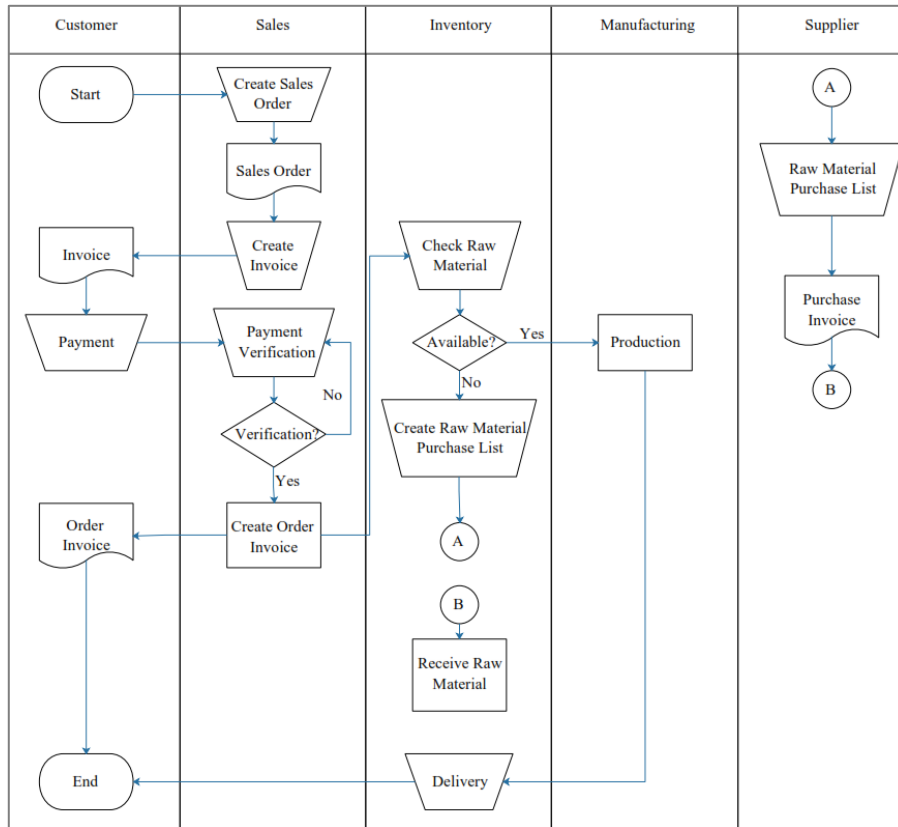 Customer
Sales
Inventory
Manufacturing
Supplier
Start
Create Sales
Order
A
Sales Order
Raw Material
Purchase List
Invoice
Create
Invoice
Check Raw
Material
Purchase
Invoice
Payment
Payment
Verification
Available?
Yes
Production
No
No
B
Verification?
Create Raw Material
Purchase List
Yes
Order
Invoice
Create Order
Invoice
A
B
Receive Raw
Material
End
Delivery